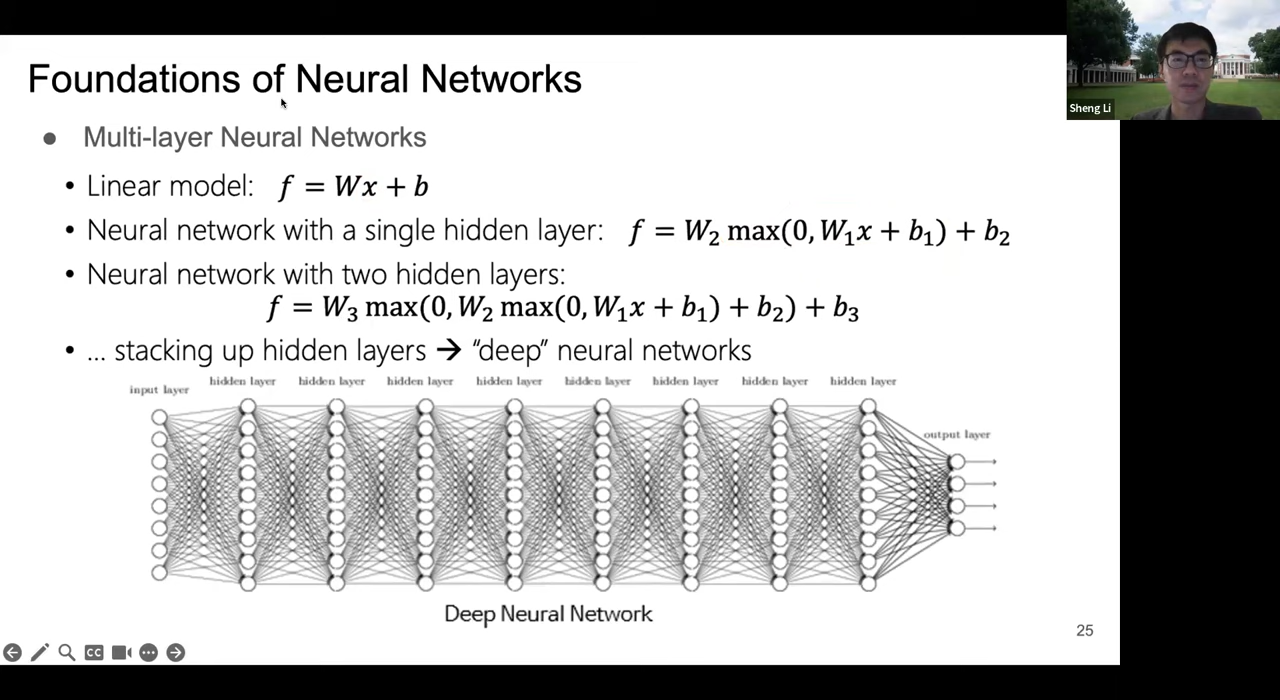 Foundations of Neural Networks
Sheng Li
● Multi-layer Neural Networks
• Linear model: f = Wx + b
• Neural network with a single hidden layer: f = W₂ max(0, W₁x + b₁) + b₂
• Neural network with two hidden layers:
f = W₃ max(0, W₂ max(0, W₁x + b₁) + b₂) + b₃
• ... stacking up hidden layers → “deep” neural networks
input layer hidden layer hidden layer hidden layer hidden layer hidden layer hidden layer hidden layer hidden layer
output layer
Deep Neural Network
25
CC